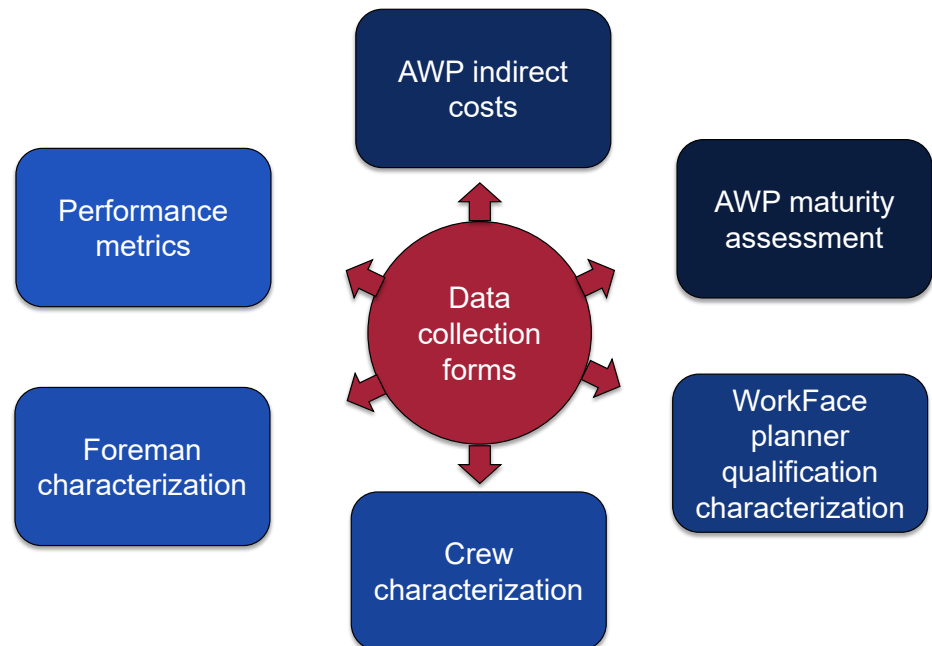 AWP indirect
costs
Performance
metrics
AWP maturity
assessment
Data
collection
forms
Foreman
characterization
WorkFace
planner
qualification
characterization
Crew
characterization